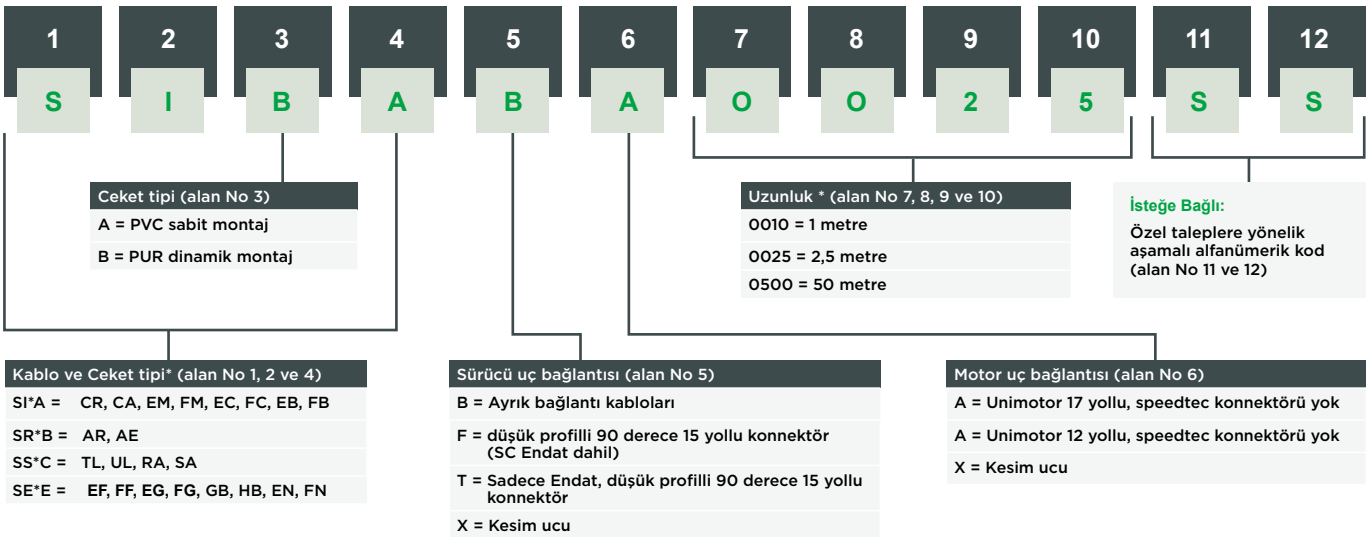 1 2 3 4 5 6 7 8 9 10 11 12
S I B A B A O O 2 5 S S
Ceket tipi (alan No 3)
A = PVC sabit montaj
B = PUR dinamik montaj
Uzunluk * (alan No 7, 8, 9 ve 10)
0010 = 1 metre
0025 = 2,5 metre
0500 = 50 metre
İsteğe Bağlı:
Özel taleplere yönelik
aşamalı alfanümerik kod
(alan No 11 ve 12)
Kablo ve Ceket tipi* (alan No 1, 2 ve 4)
SI*A = CR, CA, EM, FM, EC, FC, EB, FB
SR*B = AR, AE
SS*C = TL, UL, RA, SA
SE*E = EF, FF, EG, FG, GB, HB, EN, FN
Sürücü uç bağlantısı (alan No 5)
B = Ayrık bağlantı kabloları
F = düşük profilli 90 derece 15 yollu konnektör
(SC Endat dahil)
T = Sadece Endat, düşük profilli 90 derece 15 yollu
konnektör
X = Kesim ucu
Motor uç bağlantısı (alan No 6)
A = Unimotor 17 yollu, speedtec konnektörü yok
A = Unimotor 12 yollu, speedtec konnektörü yok
X = Kesim ucu